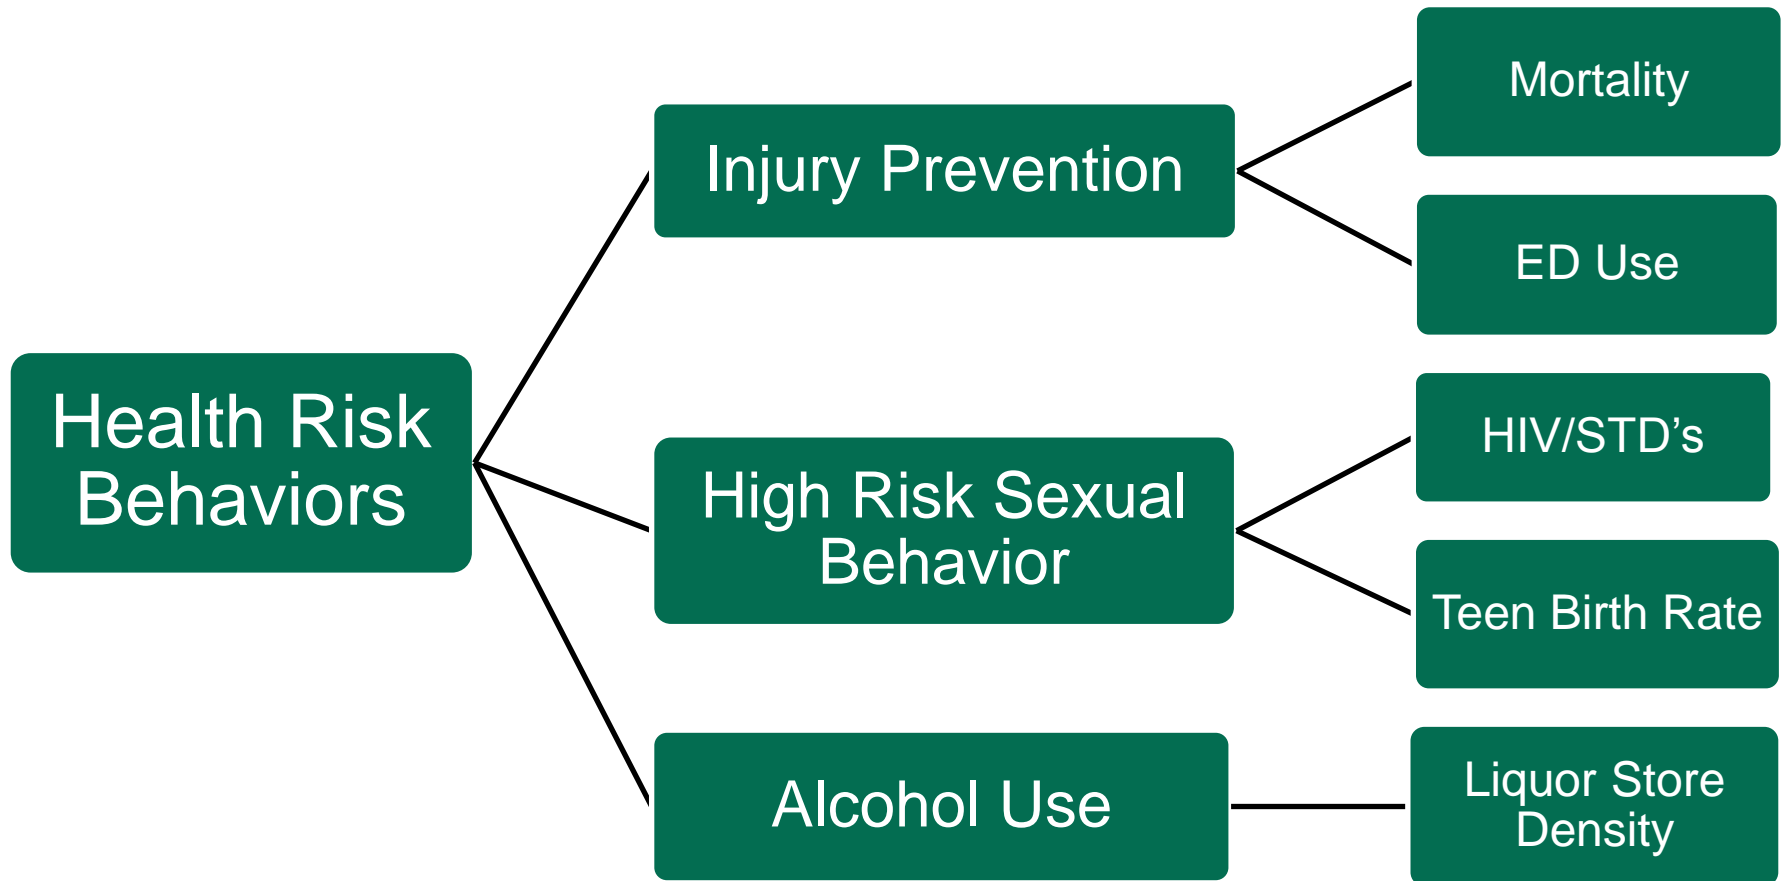 Health Risk
Behaviors
Injury Prevention
Mortality
ED Use
High Risk Sexual
Behavior
HIV/STD’s
Teen Birth Rate
Alcohol Use
Liquor Store
Density